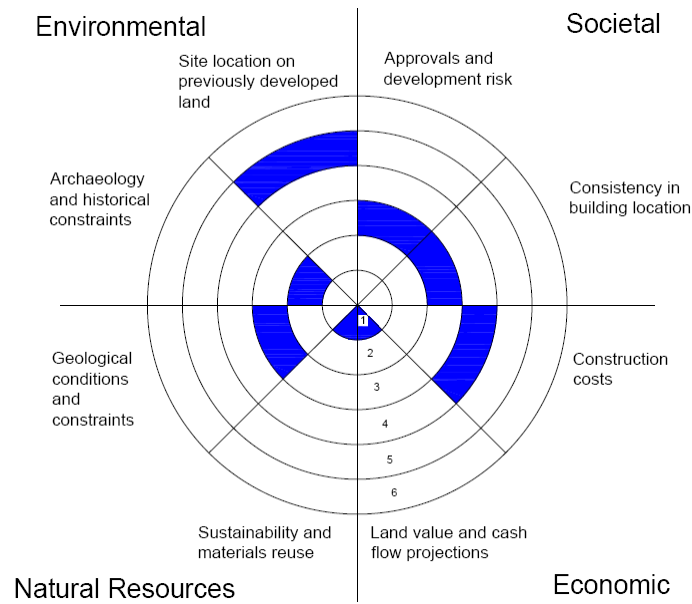 Environmental
Societal
Site location on
previously developed
land
Approvals and
development risk
Archaeology
and historical
constraints
Consistency in
building location
1
2
3
4
5
6
Geological
conditions
and
constraints
Construction
costs
Sustainability and
materials reuse
Land value and cash
flow projections
Natural Resources
Economic